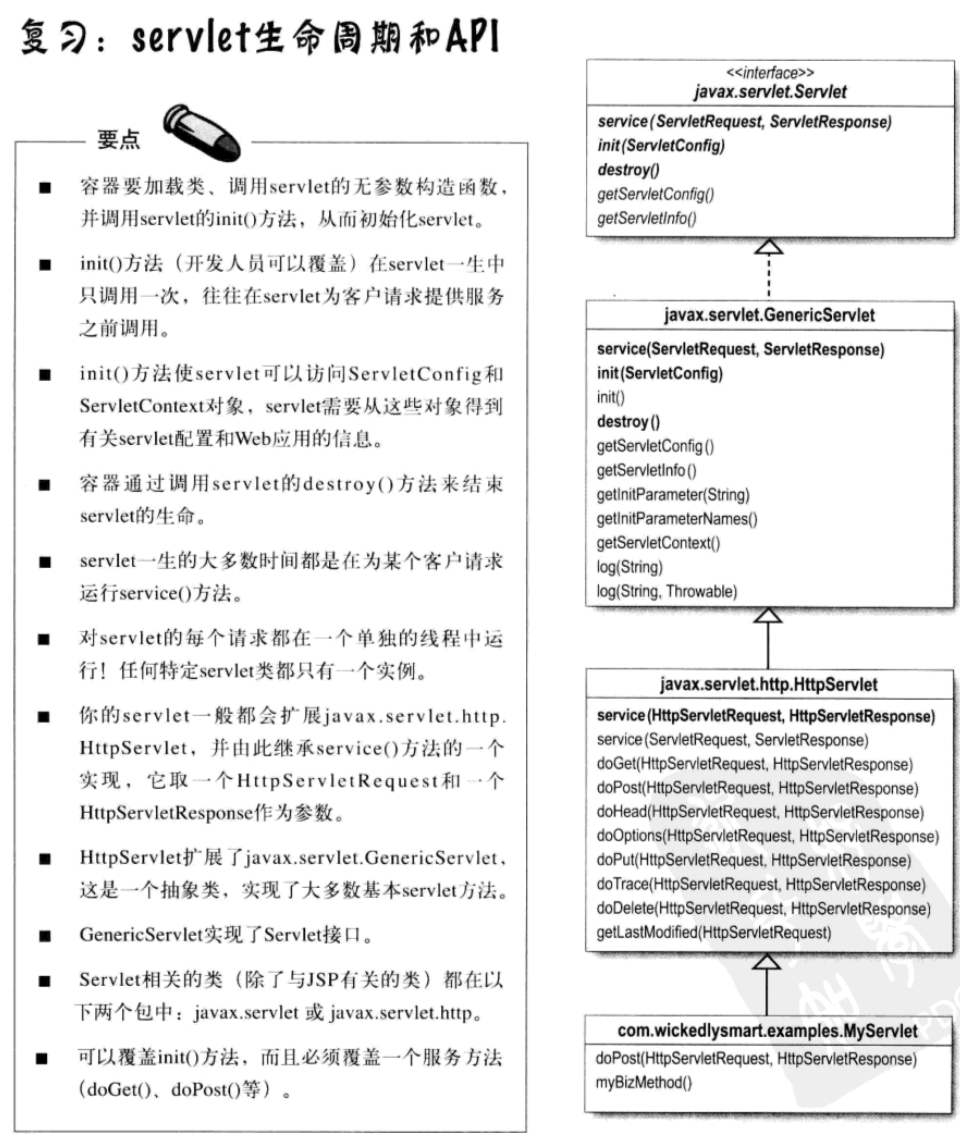 复习：servlet生命周期和API
要点
■ 容器要加载类、调用servlet的无参数构造函数，
并调用servlet的init()方法，从而初始化servlet。
■ init()方法（开发人员可以覆盖）在servlet一生中
只调用一次，往往在servlet为客户请求提供服务
之前调用。
■ init()方法使servlet可以访问ServletConfig和
ServletContext对象，servlet需要从这些对象得到
有关servlet配置和Web应用的信息。
■ 容器通过调用servlet的destroy()方法来结束
servlet的生命。
■ servlet一生的大多数时间都是在为某个客户请求
运行service()方法。
■ 对servlet的每个请求都在一个单独的线程中运
行！任何特定servlet类都只有一个实例。
■ 你的servlet一般都会扩展javax.servlet.http.
HttpServlet，并由此继承service()方法的一个
实现，它取一个HttpServletRequest和一个
HttpServletResponse作为参数。
■ HttpServlet扩展了javax.servlet.GenericServlet，
这是一个抽象类，实现了大多数基本servlet方法。
■ GenericServlet实现了Servlet接口。
■ Servlet相关的类（除了与JSP有关的类）都在以
下两个包中：javax.servlet 或 javax.servlet.http。
■ 可以覆盖init()方法，而且必须覆盖一个服务方法
（doGet()、doPost()等）。
<<interface>>
javax.servlet.Servlet
service(ServletRequest, ServletResponse)
init(ServletConfig)
destroy()
getServletConfig()
getServletInfo()
javax.servlet.GenericServlet
service(ServletRequest, ServletResponse)
init(ServletConfig)
init()
destroy()
getServletConfig()
getServletInfo()
getInitParameter(String)
getInitParameterNames()
getServletContext()
log(String)
log(String, Throwable)
javax.servlet.http.HttpServlet
service(HttpServletRequest, HttpServletResponse)
service(ServletRequest, ServletResponse)
doGet(HttpServletRequest, HttpServletResponse)
doPost(HttpServletRequest, HttpServletResponse)
doHead(HttpServletRequest, HttpServletResponse)
doOptions(HttpServletRequest, HttpServletResponse)
doPut(HttpServletRequest, HttpServletResponse)
doTrace(HttpServletRequest, HttpServletResponse)
doDelete(HttpServletRequest, HttpServletResponse)
getLastModified(HttpServletRequest)
com.wickedlysmart.examples.MyServlet
doPost(HttpServletRequest, HttpServletResponse)
myBizMethod()